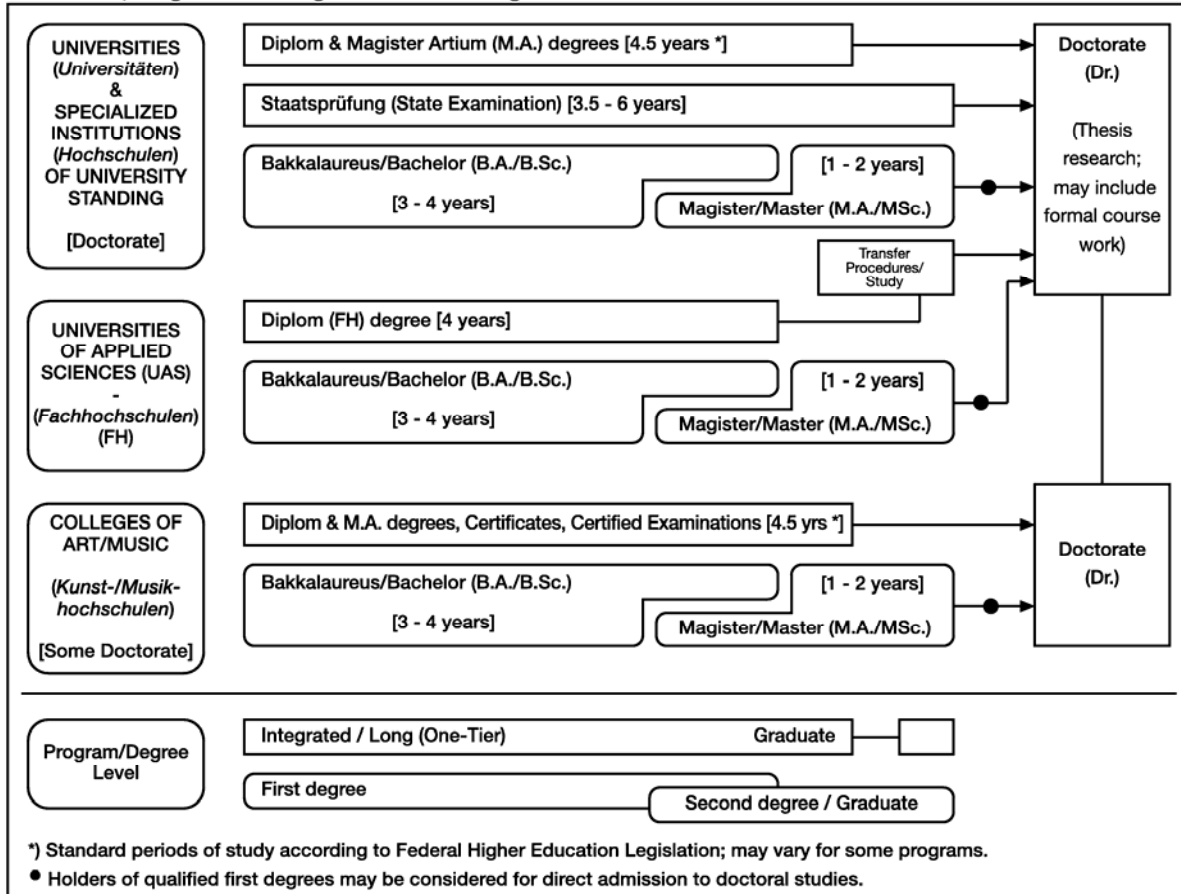 UNIVERSITIES
(Universitäten)
&
SPECIALIZED
INSTITUTIONS
(Hochschulen)
OF UNIVERSITY
STANDING
[Doctorate]
Diplom & Magister Artium (M.A.) degrees [4.5 years *]
Staatsprüfung (State Examination) [3.5 - 6 years]
Bakkalaureus/Bachelor (B.A./B.Sc.)
[3 - 4 years]
[1 - 2 years]
Magister/Master (M.A./MSc.)
Doctorate
(Dr.)
(Thesis
research;
may include
formal course
work)
Transfer
Procedures/
Study
UNIVERSITIES
OF APPLIED
SCIENCES (UAS)
-
(Fachhochschulen)
(FH)
Diplom (FH) degree [4 years]
Bakkalaureus/Bachelor (B.A./B.Sc.)
[3 - 4 years]
[1 - 2 years]
Magister/Master (M.A./MSc.)
COLLEGES OF
ART/MUSIC
(Kunst-/Musik-
hochschulen)
[Some Doctorate]
Diplom & M.A. degrees, Certificates, Certified Examinations [4.5 yrs *]
Bakkalaureus/Bachelor (B.A./B.Sc.)
[3 - 4 years]
[1 - 2 years]
Magister/Master (M.A./MSc.)
Doctorate
(Dr.)
Program/Degree
Level
Integrated / Long (One-Tier) Graduate
First degree
Second degree / Graduate
*) Standard periods of study according to Federal Higher Education Legislation; may vary for some programs.
● Holders of qualified first degrees may be considered for direct admission to doctoral studies.